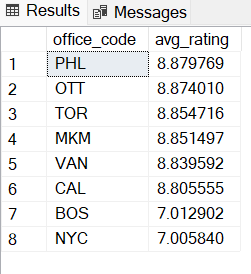 Results Messages
office_code avg_rating
1 PHL 8.879769
2 OTT 8.874010
3 TOR 8.854716
4 MKM 8.851497
5 VAN 8.839592
6 CAL 8.805555
7 BOS 7.012902
8 NYC 7.005840